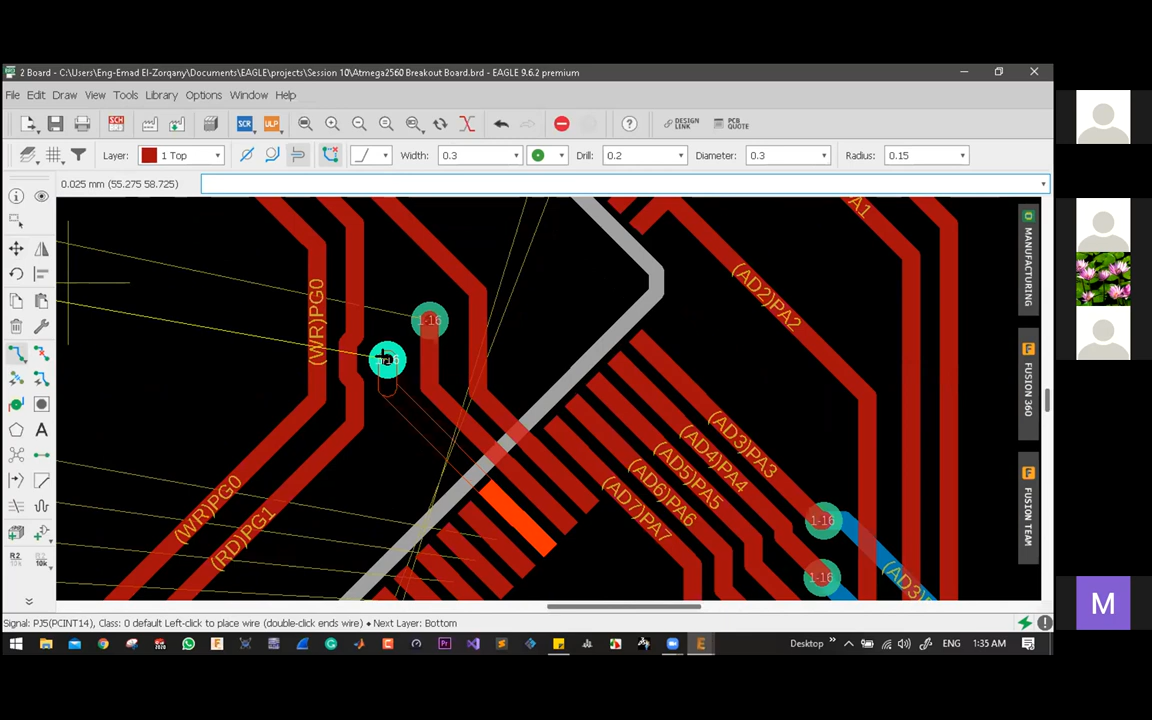 2 Board - C:\Users\Eng-Emad El-Zorqany\Documents\EAGLE\projects\Session 10\Atmega2560 Breakout Board.brd - EAGLE 9.6.2 premium
File Edit Draw View Tools Library Options Window Help
SCR ULP DESIGN LINK PCB QUOTE
Layer: 1 Top Width: 0.3 Drill: 0.2 Diameter: 0.3 Radius: 0.15
0.025 mm (55.275 58.725)
MANUFACTURING
FUSION 360
FUSION TEAM
(WR)PG0
1-16
(AD2)PA2
(AD3)PA3
(AD4)PA4
(AD5)PA5
(AD6)PA6
(AD7)PA7
(WR)PG0
(RD)PG1
1-16
1-16
Signal: PJ5(PCINT14), Class: 0 default Left-click to place wire (double-click ends wire) ♦ Next Layer: Bottom
M
Desktop ENG 1:35 AM